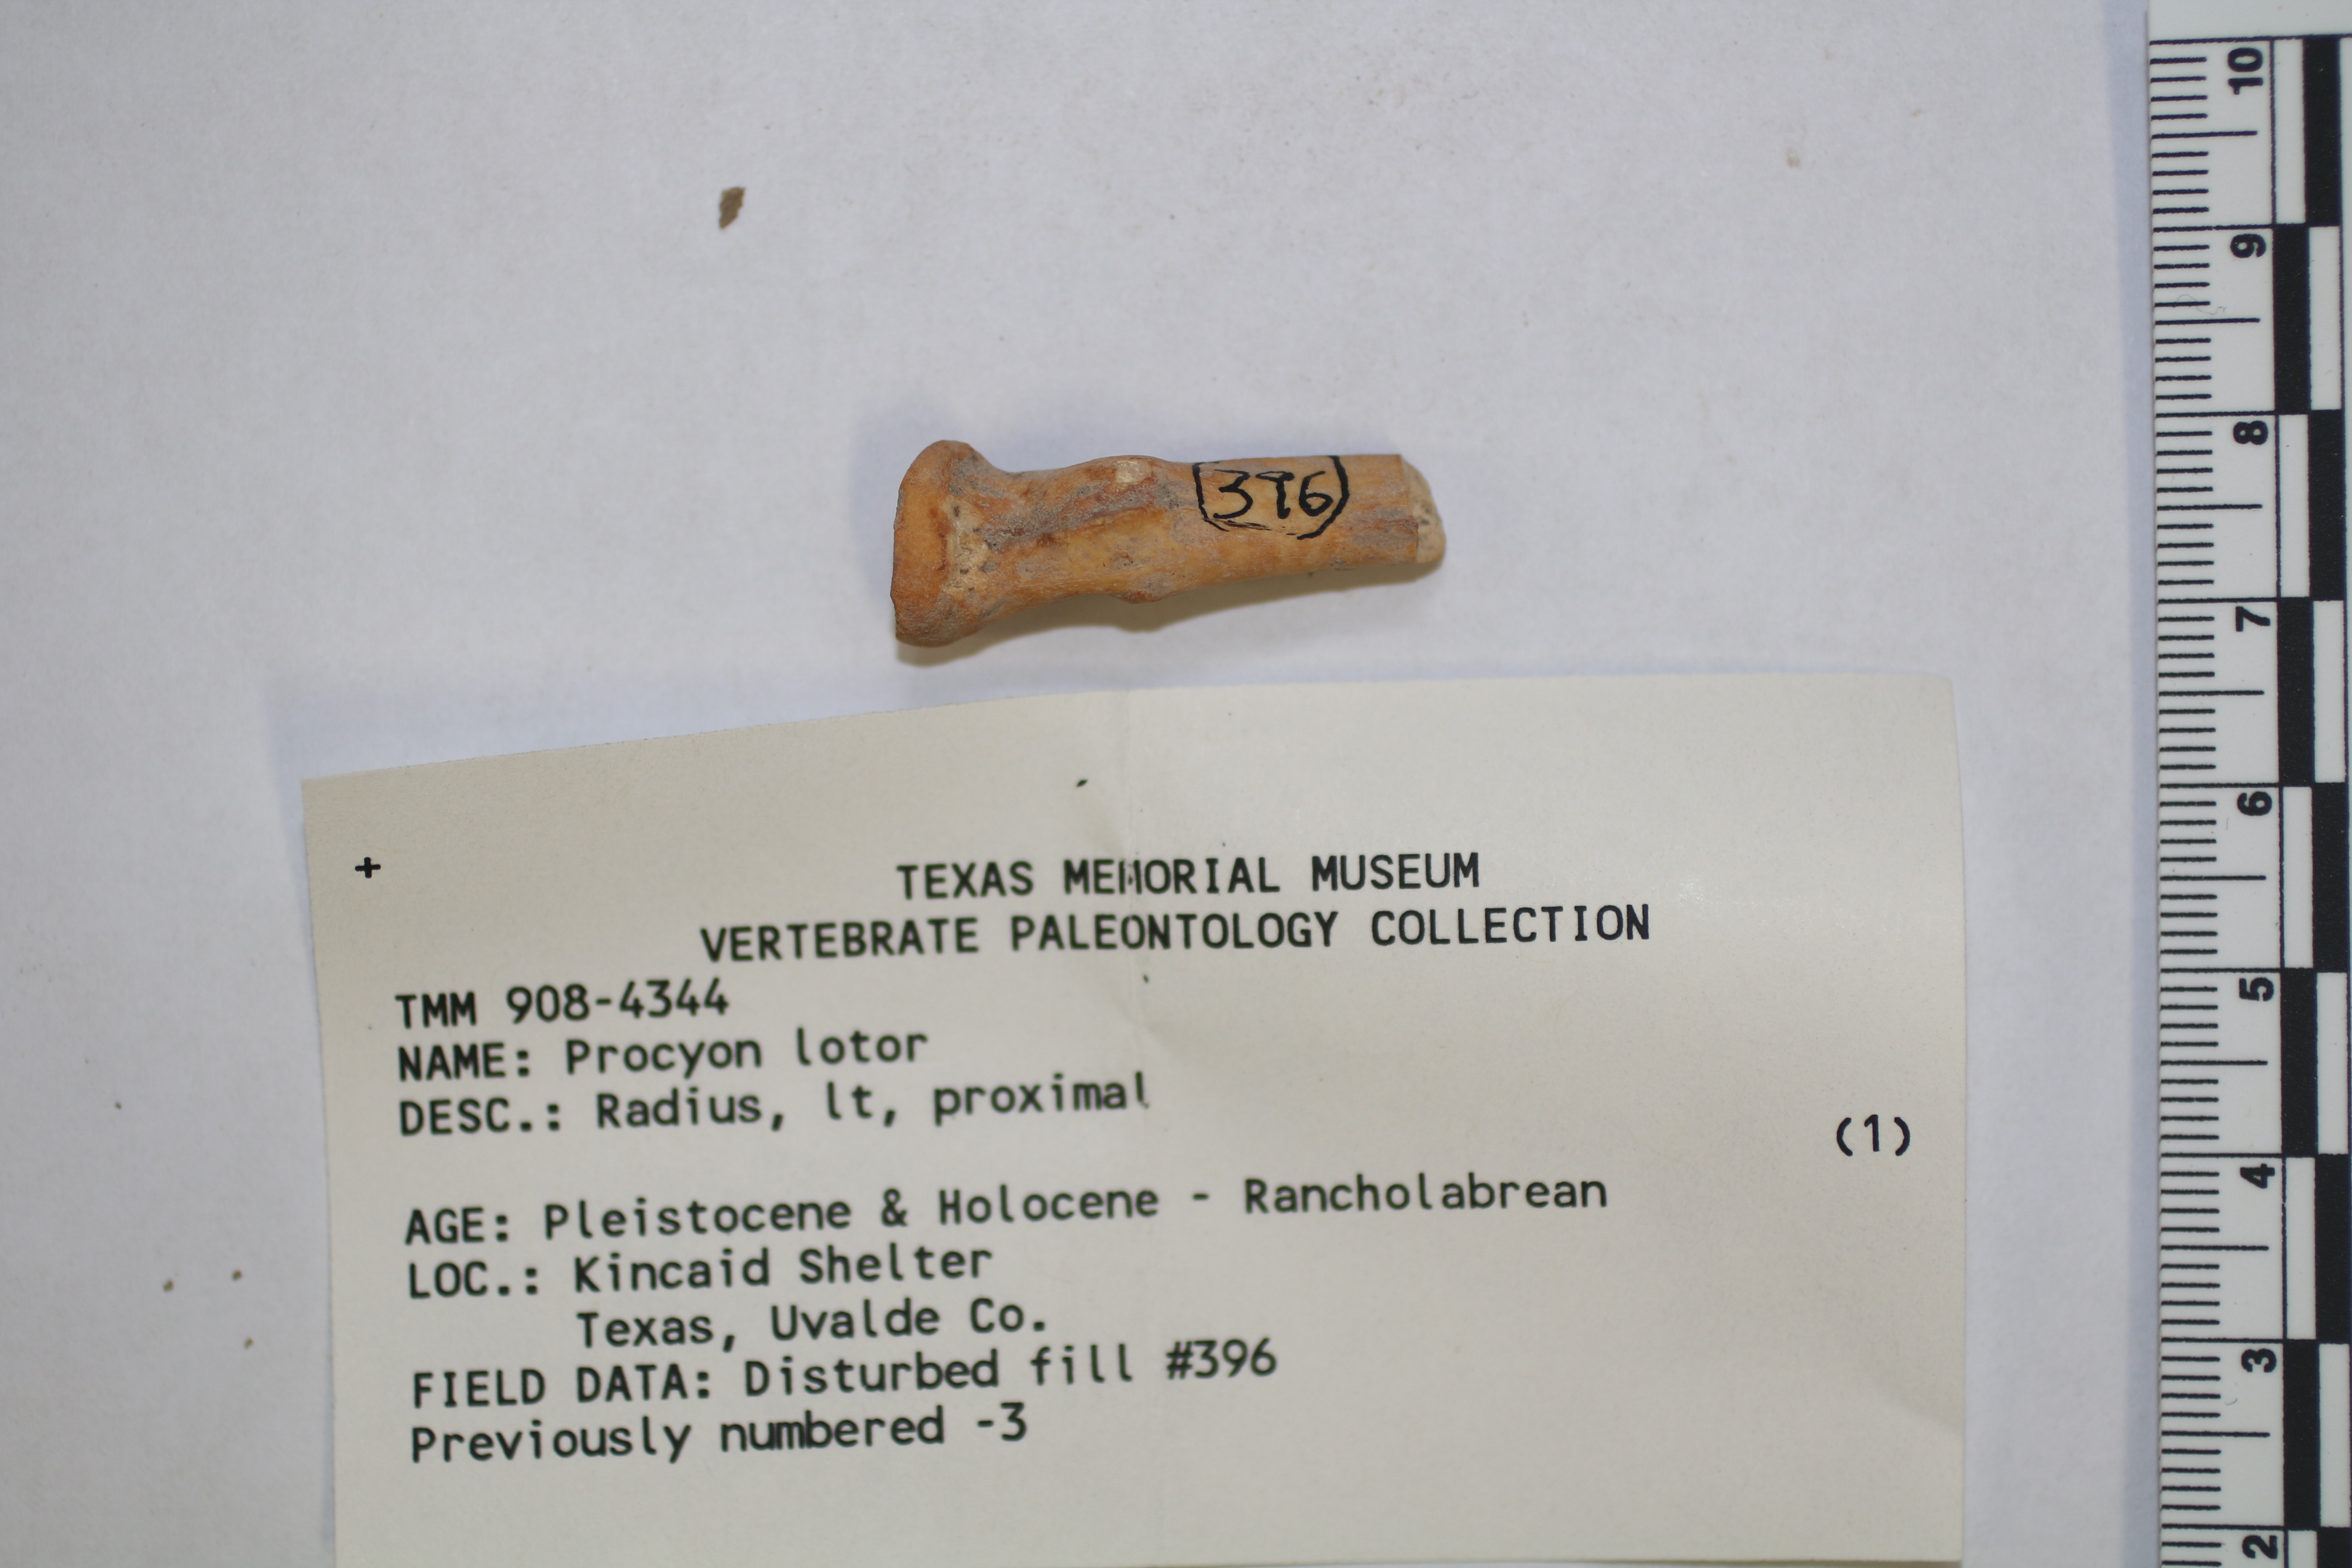 396
+
TEXAS MEMORIAL MUSEUM
VERTEBRATE PALEONTOLOGY COLLECTION
TMM 908-4344
NAME: Procyon lotor
DESC.: Radius, lt, proximal
(1)
AGE: Pleistocene & Holocene - Rancholabrean
LOC.: Kincaid Shelter
Texas, Uvalde Co.
FIELD DATA: Disturbed fill #396
Previously numbered -3
10
9
8
7
6
5
4
3
2